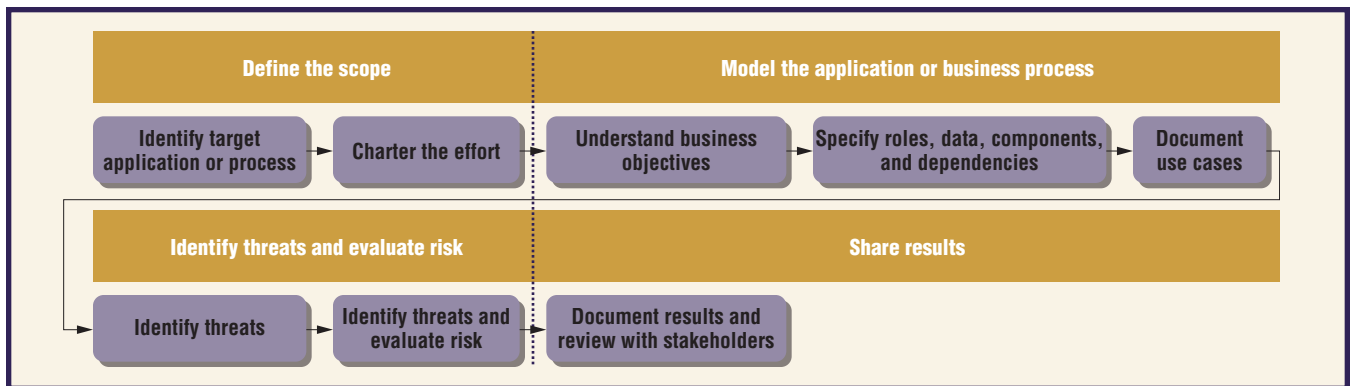 Define the scope
Model the application or business process
Identify target
application or process
Charter the effort
Understand business
objectives
Specify roles, data, components,
and dependencies
Document
use cases
Identify threats and evaluate risk
Share results
Identify threats
Identify threats and
evaluate risk
Document results and
review with stakeholders